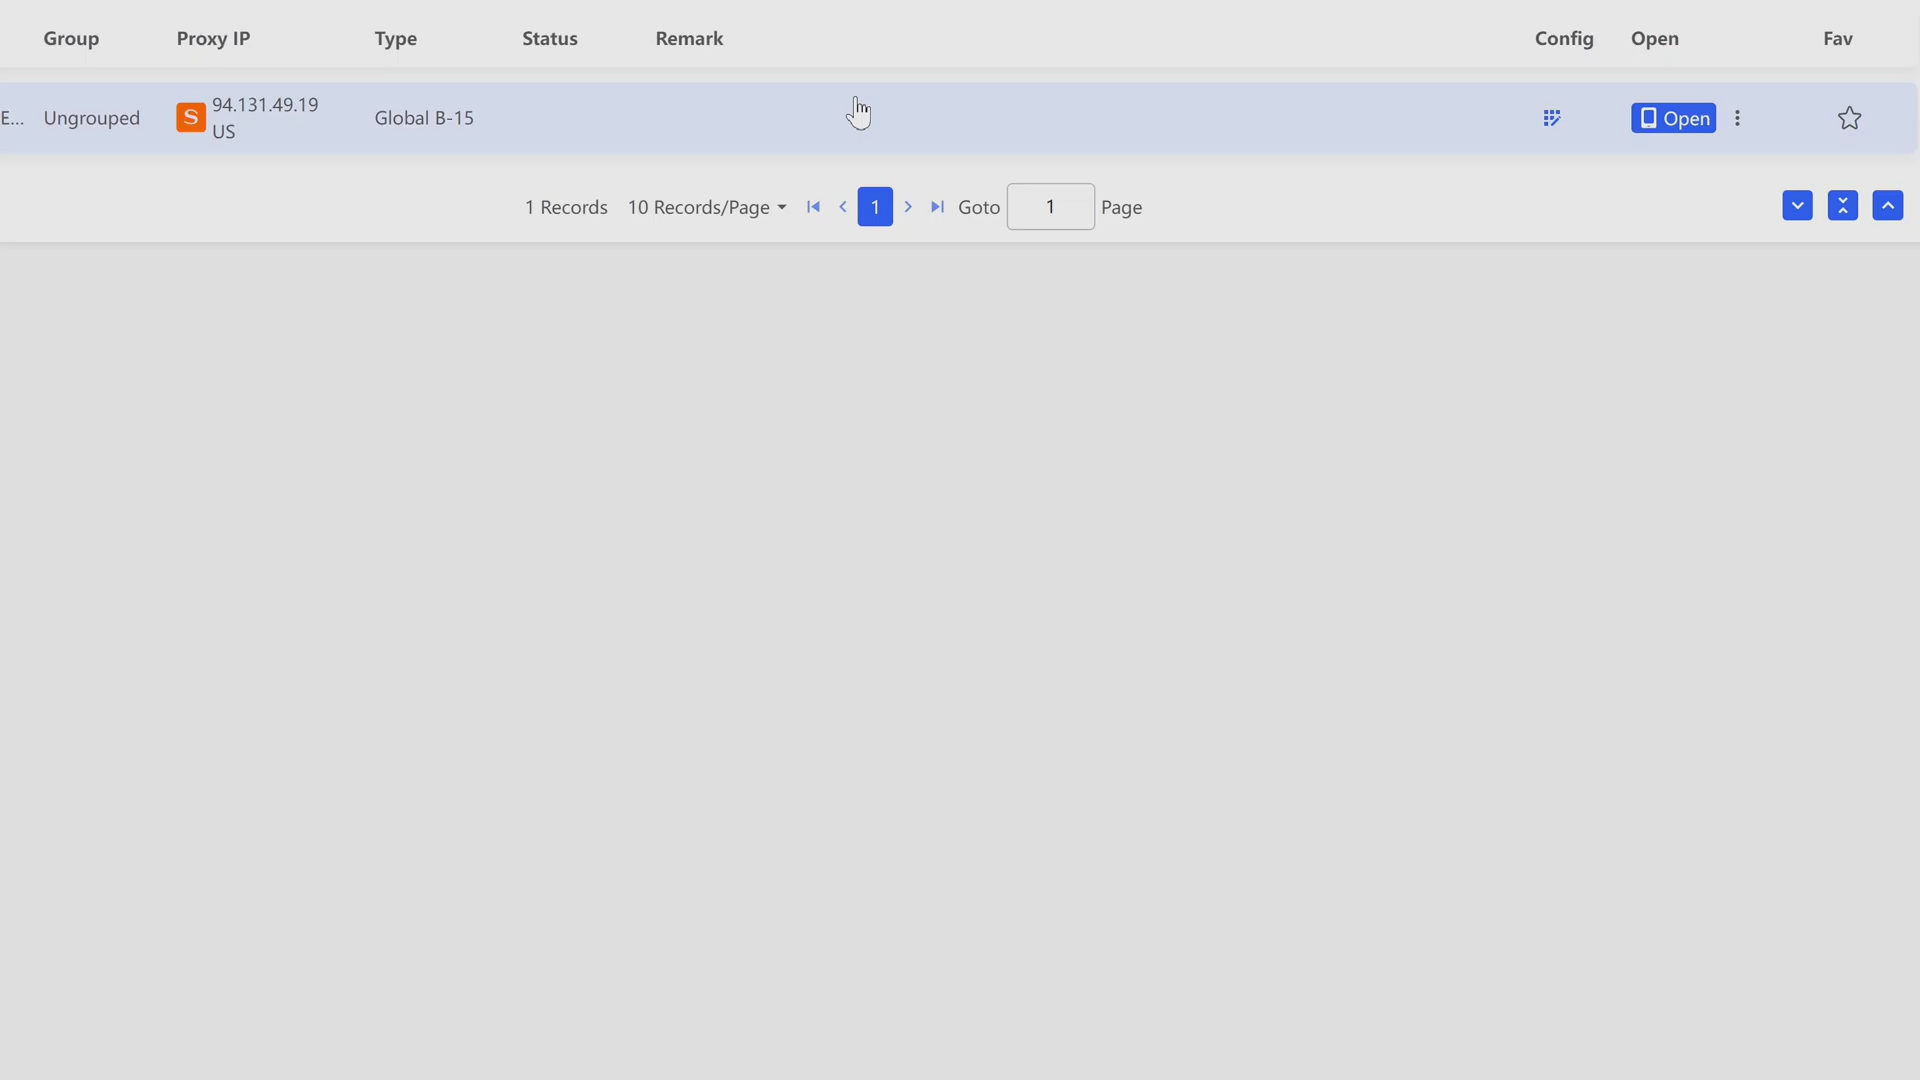 Group Proxy IP Type Status Remark Config Open Fav
E... Ungrouped S 94.131.49.19 Global B-15 Open
US
1 Records 10 Records/Page 1 Goto 1 Page